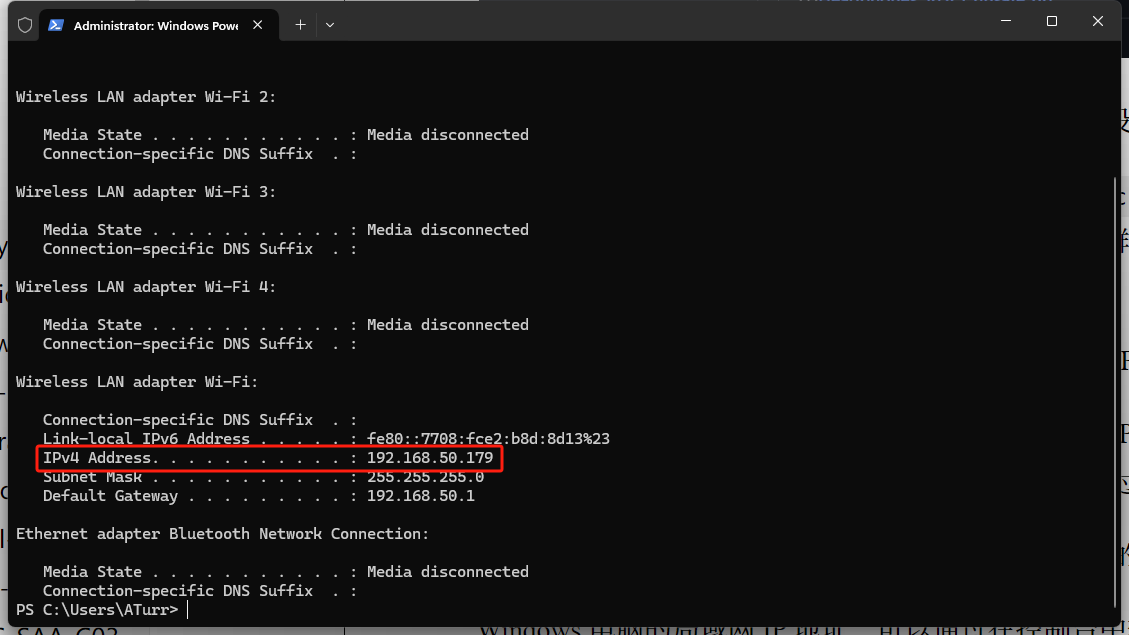 Administrator: Windows Powe
Wireless LAN adapter Wi-Fi 2:
Media State . . . . . . . . . . . : Media disconnected
Connection-specific DNS Suffix  . :
Wireless LAN adapter Wi-Fi 3:
Media State . . . . . . . . . . . : Media disconnected
Connection-specific DNS Suffix  . :
Wireless LAN adapter Wi-Fi 4:
Media State . . . . . . . . . . . : Media disconnected
Connection-specific DNS Suffix  . :
Wireless LAN adapter Wi-Fi:
Connection-specific DNS Suffix  . :
Link-local IPv6 Address . . . . . : fe80::7708:fce2:b8d:8d13%23
IPv4 Address. . . . . . . . . . . : 192.168.50.179
Subnet Mask . . . . . . . . . . . : 255.255.255.0
Default Gateway . . . . . . . . . : 192.168.50.1
Ethernet adapter Bluetooth Network Connection:
Media State . . . . . . . . . . . : Media disconnected
Connection-specific DNS Suffix  . :
PS C:\Users\ATurr>